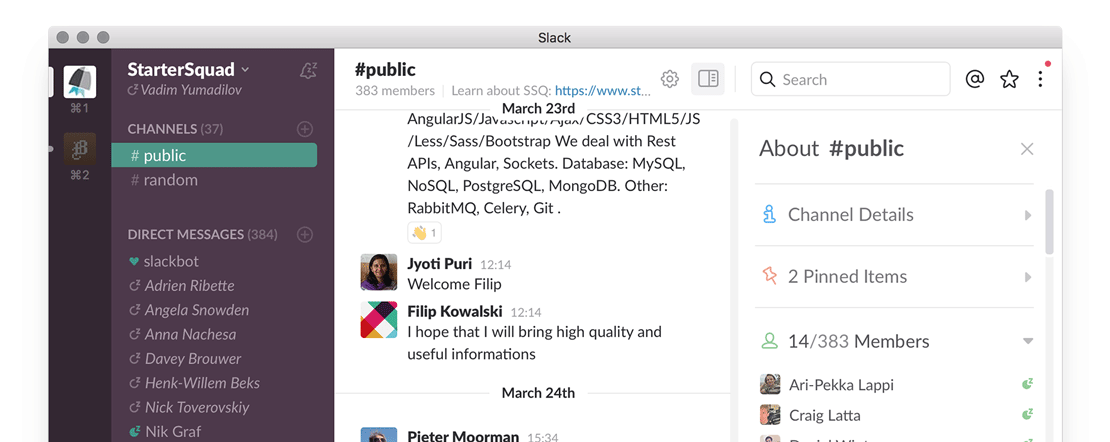 Slack
⌘1
⌘2
StarterSquad
Vadim Yumadilov
CHANNELS (37)
# public
# random
DIRECT MESSAGES (384)
slackbot
Adrien Ribette
Angela Snowden
Anna Nachesa
Davey Brouwer
Henk-Willem Beks
Nick Toverovskiy
Nik Graf
#public
383 members | Learn about SSQ: https://www.st...
Search
March 23rd
AngularJS/Javascript/Ajax/CSS3/HTML5/JS
/Less/Sass/Bootstrap We deal with Rest
APIs, Angular, Sockets. Database: MySQL,
NoSQL, PostgreSQL, MongoDB. Other:
RabbitMQ, Celery, Git .
👋 1
Jyoti Puri 12:14
Welcome Filip
Filip Kowalski 12:14
I hope that I will bring high quality and
useful informations
March 24th
Pieter Moorman 15:34
About #public
Channel Details
2 Pinned Items
14/383 Members
Ari-Pekka Lappi
Craig Latta